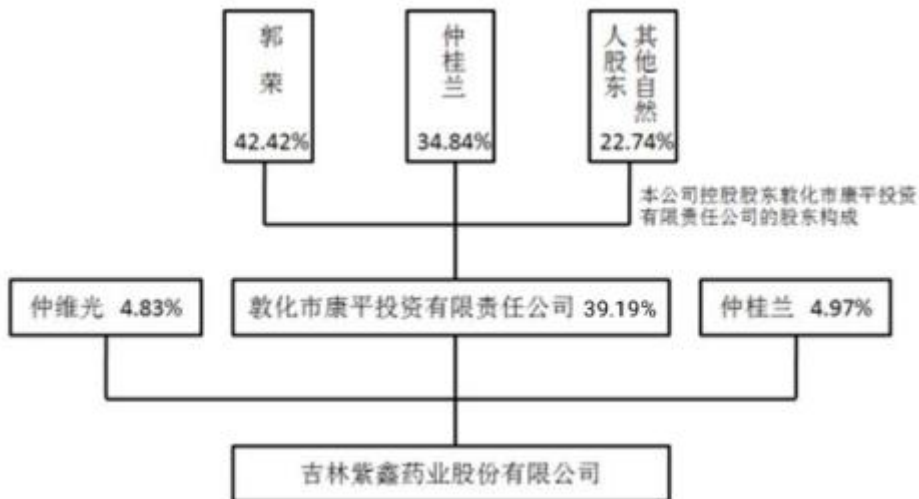 郭荣
42.42%
仲桂兰
34.84%
其他自然
人股东
22.74%
本公司控股股东敦化市康平投资
有限责任公司的股东构成
仲维光 4.83%
敦化市康平投资有限责任公司 39.19%
仲桂兰 4.97%
吉林紫鑫药业股份有限公司